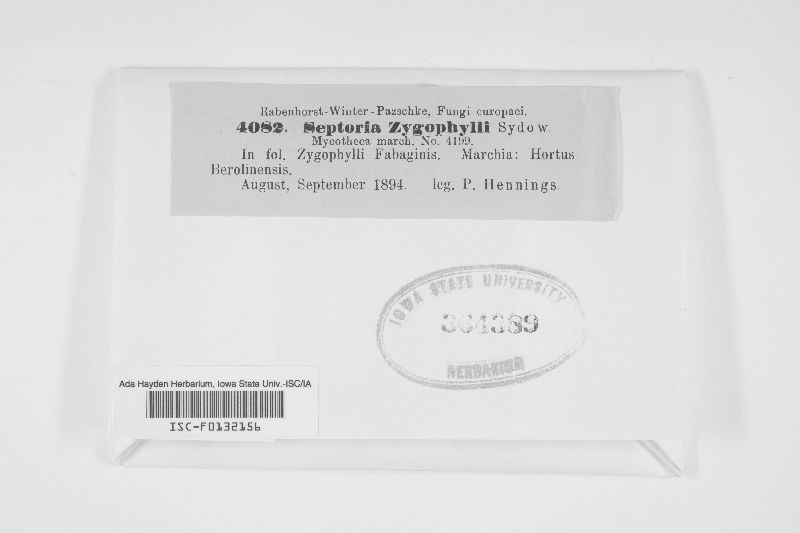 Rabenhorst-Winter-Pazschke, Fungi europaei.
4082. Septoria Zygophylli Sydow.
Mycotheca march. No. 4199.
In fol. Zygophylli Fabaginis. Marchia: Hortus
Berolinensis.
August, September 1894. leg. P. Hennings.
IOWA STATE UNIVERSITY
HERBARIUM
Ada Hayden Herbarium, Iowa State Univ.-ISC/IA
ISC-F0132156